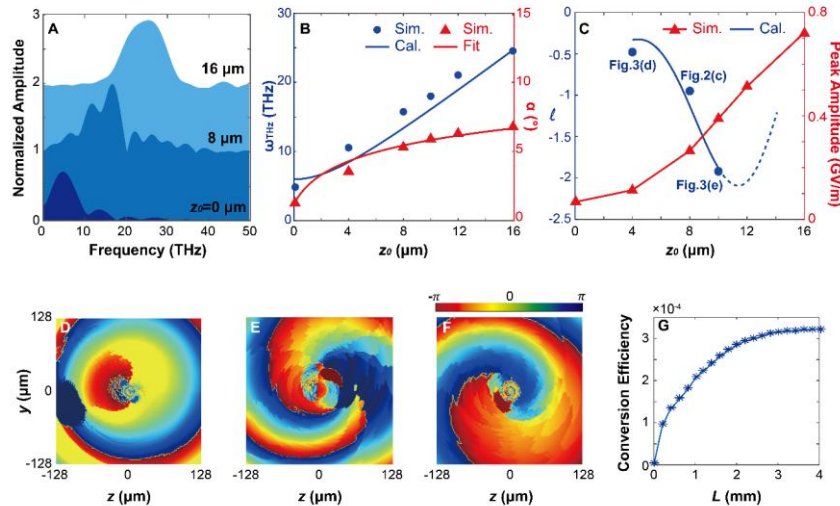 A
Normalized Amplitude
3
2
1
0
16 μm
8 μm
z₀=0 μm
0 10 20 30 40 50
Frequency (THz)
B
Sim. Sim.
Cal. Fit
ωTHz (THz)
30
20
10
0
15
10
5
0
α (°)
0 4 8 12 16
z₀ (μm)
C
Sim. Cal.
ℓ
0
-0.5
-1
-1.5
-2
-2.5
Fig.3(d)
Fig.2(c)
Fig.3(e)
0.8
0.4
0
Peak Amplitude (GV/m)
0 4 8 12 16
z₀ (μm)
-π 0 π
D
y (μm)
128
0
-128
-128 0 128
z (μm)
E
-128 0 128
z (μm)
F
-128 0 128
z (μm)
G
×10⁻⁴
Conversion Efficiency
3
2
1
0
0 1 2 3 4
L (mm)